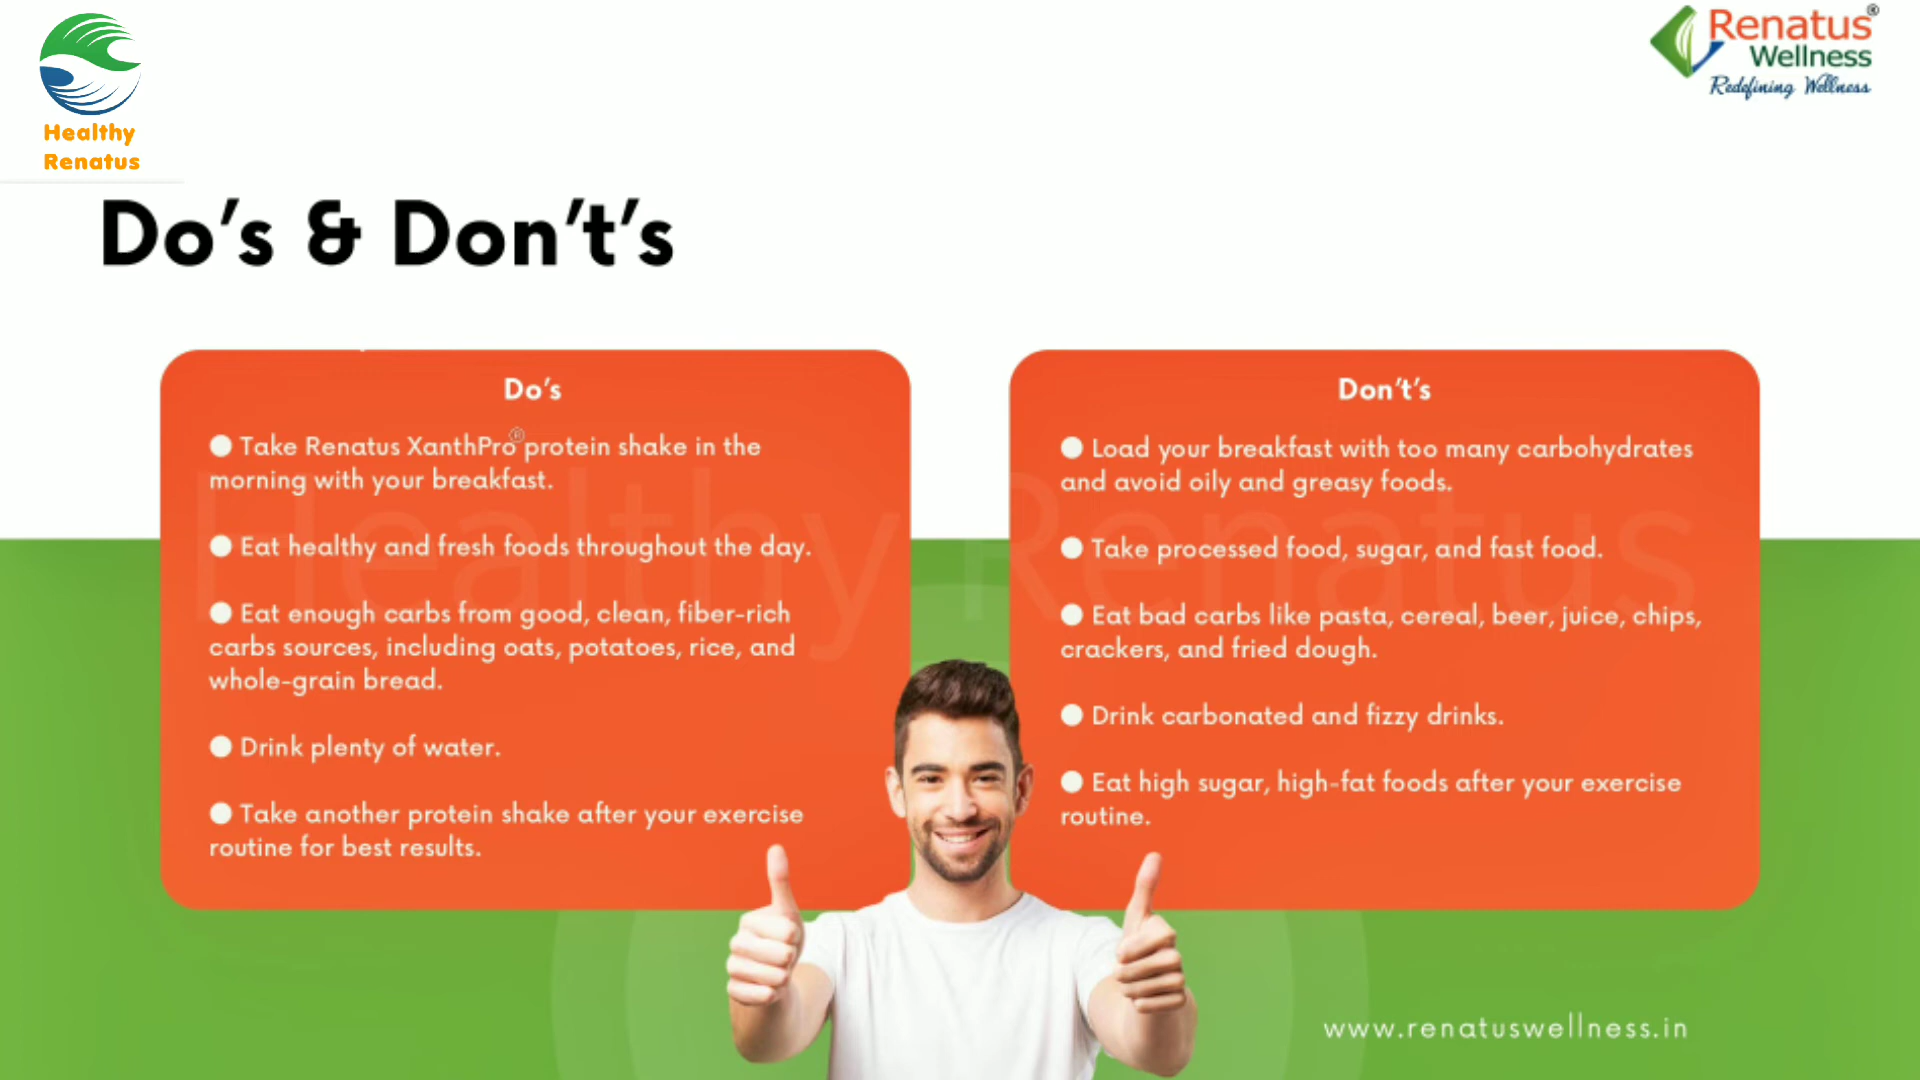 Healthy
Renatus
Renatus®
Wellness
Redefining Wellness
Do’s & Don’t’s
Do’s
● Take Renatus XanthPro® protein shake in the
morning with your breakfast.
● Eat healthy and fresh foods throughout the day.
● Eat enough carbs from good, clean, fiber-rich
carbs sources, including oats, potatoes, rice, and
whole-grain bread.
● Drink plenty of water.
● Take another protein shake after your exercise
routine for best results.
Don’t’s
● Load your breakfast with too many carbohydrates
and avoid oily and greasy foods.
● Take processed food, sugar, and fast food.
● Eat bad carbs like pasta, cereal, beer, juice, chips,
crackers, and fried dough.
● Drink carbonated and fizzy drinks.
● Eat high sugar, high-fat foods after your exercise
routine.
Healthy Renatus
www.renatuswellness.in